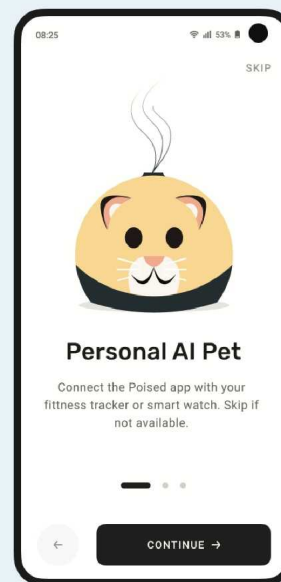 08:25 53%
SKIP
Personal AI Pet
Connect the Poised app with your
fittness tracker or smart watch. Skip if
not available.
CONTINUE →